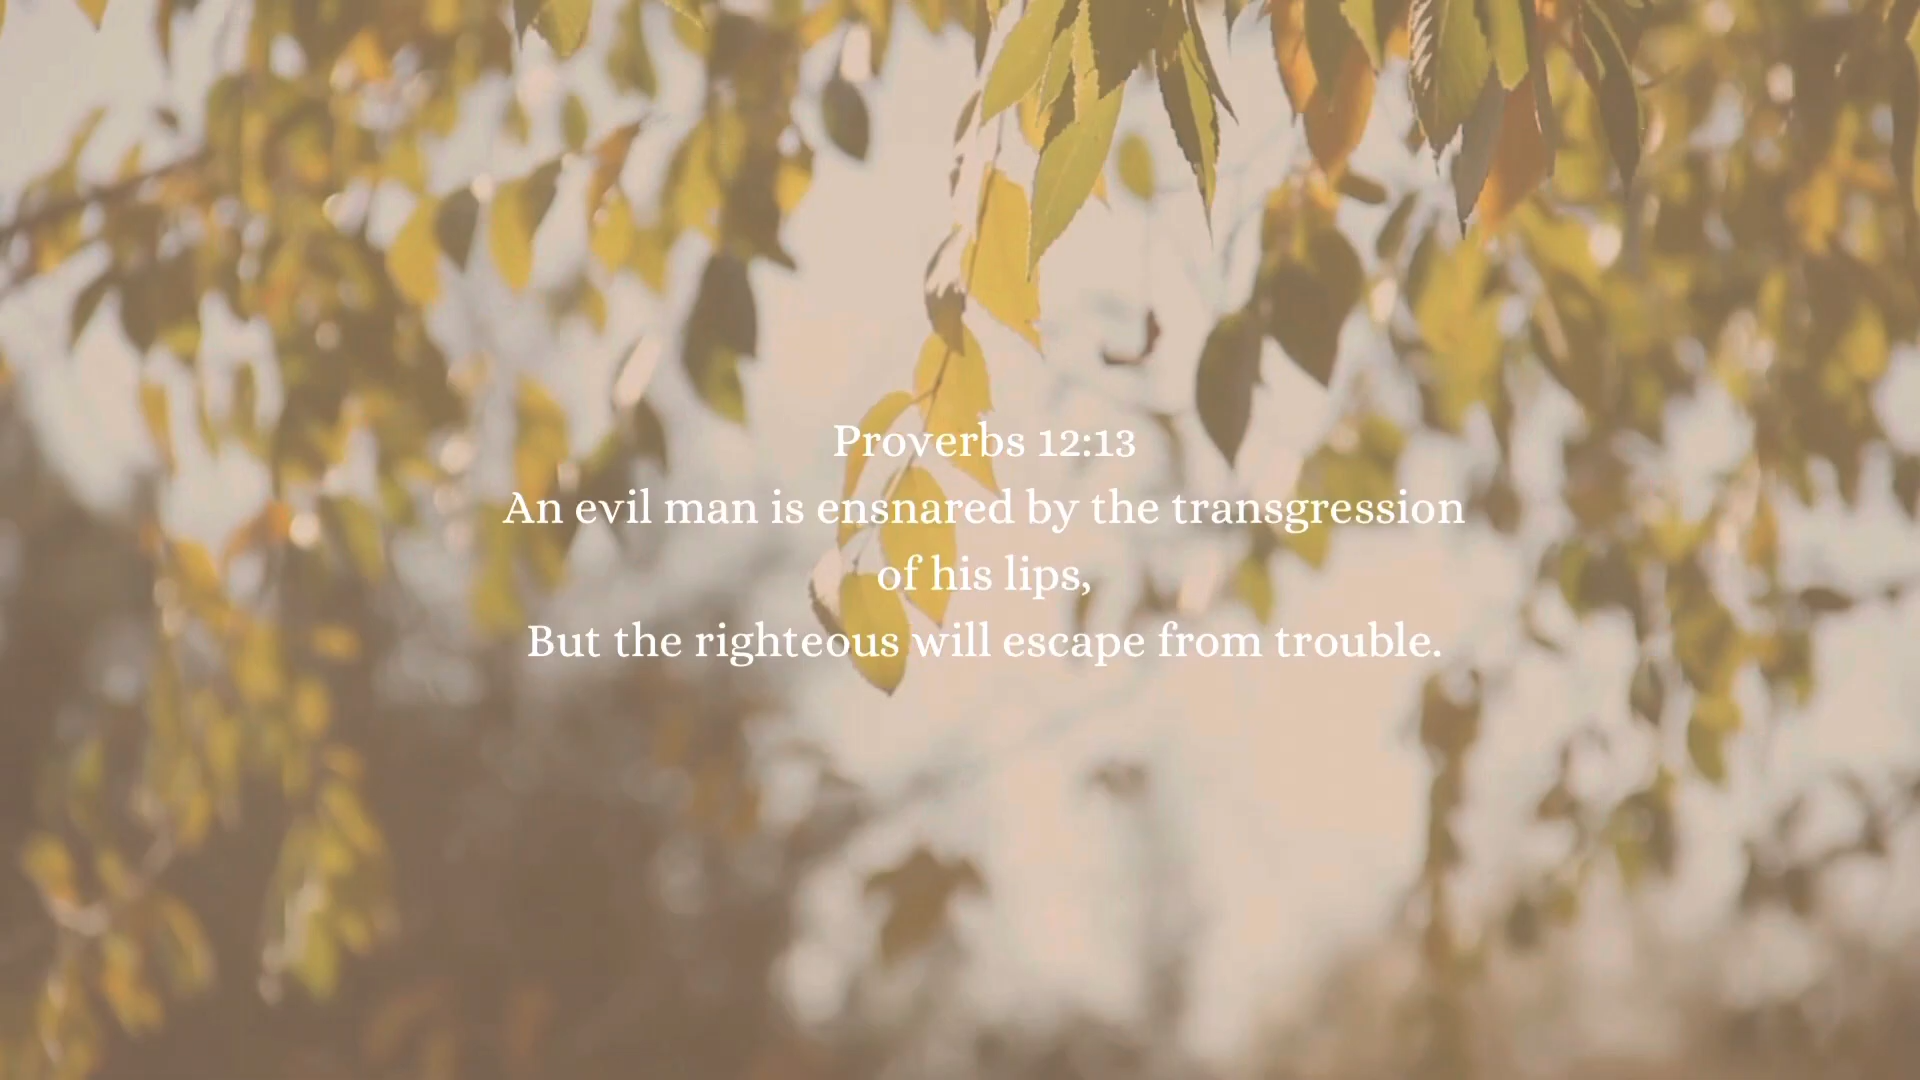 Proverbs 12:13
An evil man is ensnared by the transgression
of his lips,
But the righteous will escape from trouble.